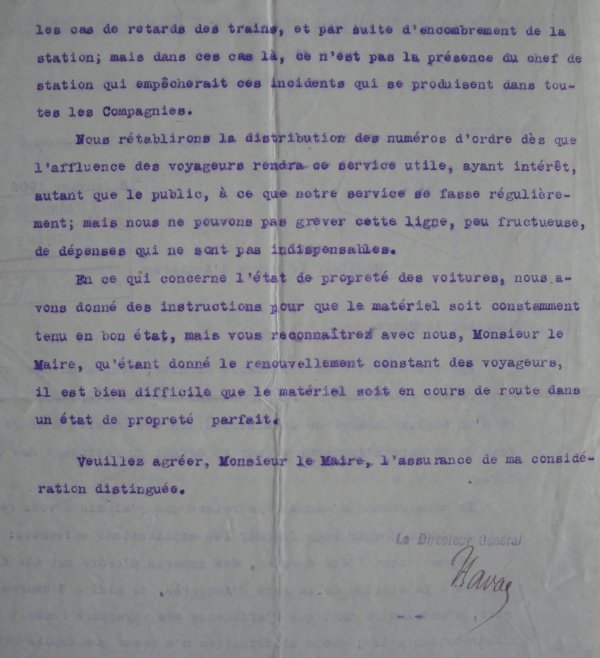 les cas de retards des trains, et par suite d'encombrement de la
station; mais dans ces cas là, ce n'est pas la présence du chef de
station qui empêcherait ces incidents qui se produisent dans tou-
tes les Compagnies.
Nous rétablirons la distribution des numéros d'ordre dès que
l'affluence des voyageurs rendra ce service utile, ayant intérêt,
autant que le public, à ce que notre service se fasse régulière-
ment; mais nous ne pouvons pas grever cette ligne, peu fructueuse,
de dépenses qui ne sont pas indispensables.
En ce qui concerne l'état de propreté des voitures, nous a-
vons donné des instructions pour que le matériel soit constamment
tenu en bon état, mais vous reconnaîtrez avec nous, Monsieur le
Maire, qu'étant donné le renouvellement constant des voyageurs,
il est bien difficile que le matériel soit en cours de route dans
un état de propreté parfait.
Veuillez agréer, Monsieur le Maire, l'assurance de ma considé-
ration distinguée.
Le Directeur Général